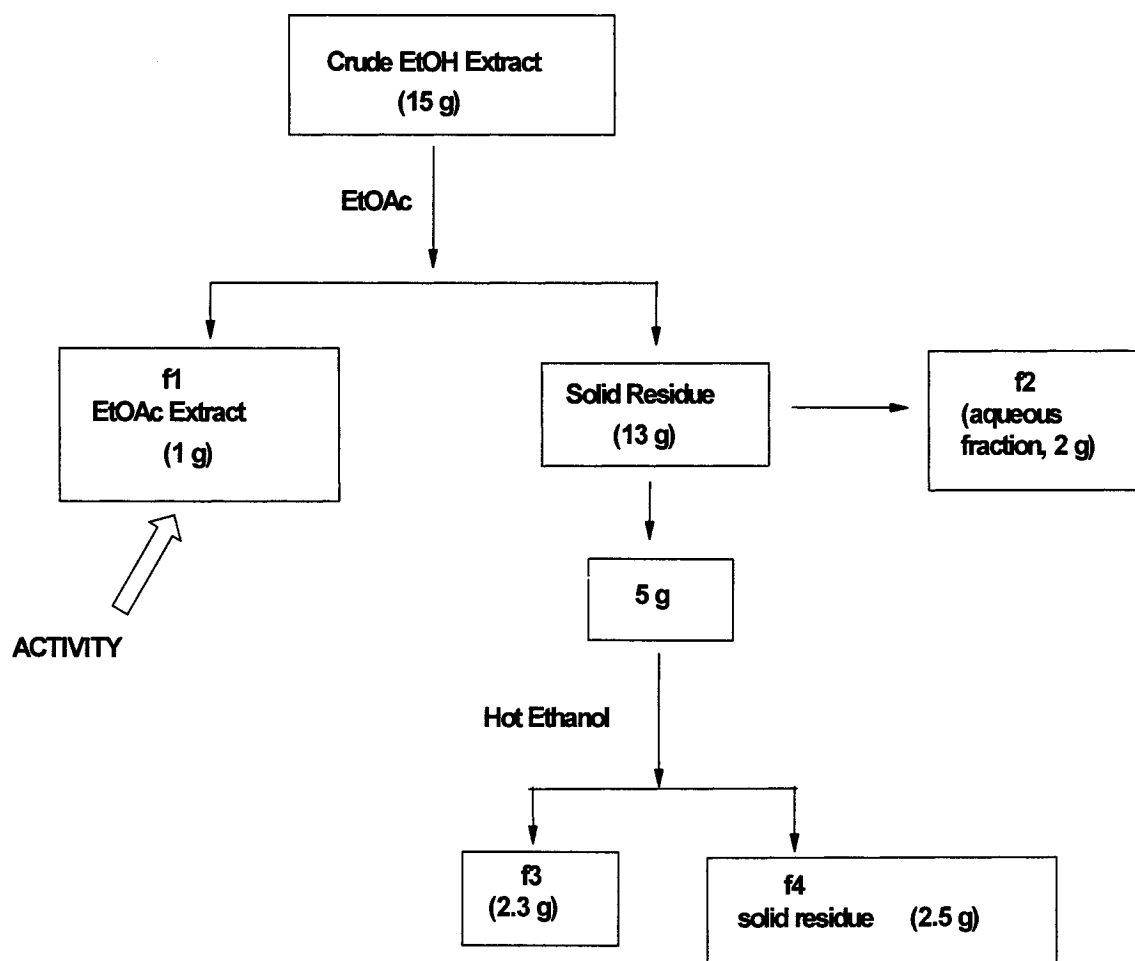 Crude EtOH Extract
(15 g)
EtOAc
f1
EtOAc Extract
(1 g)
Solid Residue
(13 g)
f2
(aqueous
fraction, 2 g)
5 g
ACTIVITY
Hot Ethanol
f3
(2.3 g)
f4
solid residue (2.5 g)